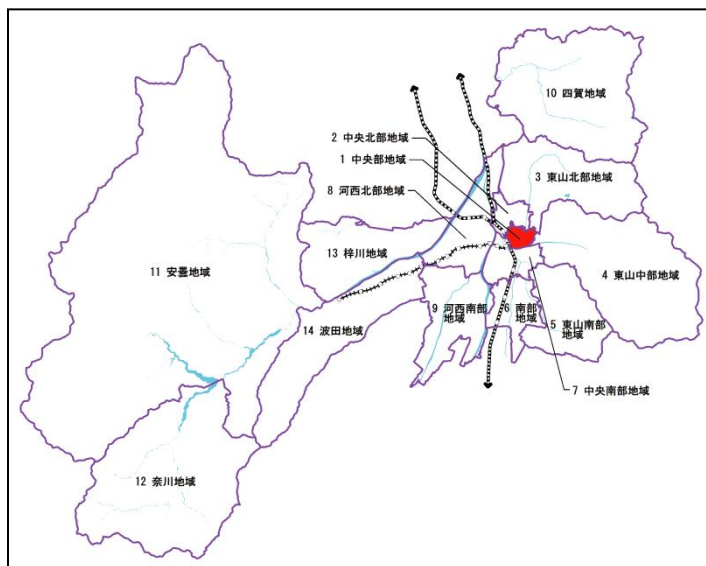 10 四賀地域
2 中央北部地域
1 中央部地域
3 東山北部地域
8 河西北部地域
13 梓川地域
11 安曇地域
4 東山中部地域
9 河西南部
地域
6 南部
地域
14 波田地域
5 東山南部
地域
7 中央南部地域
12 奈川地域